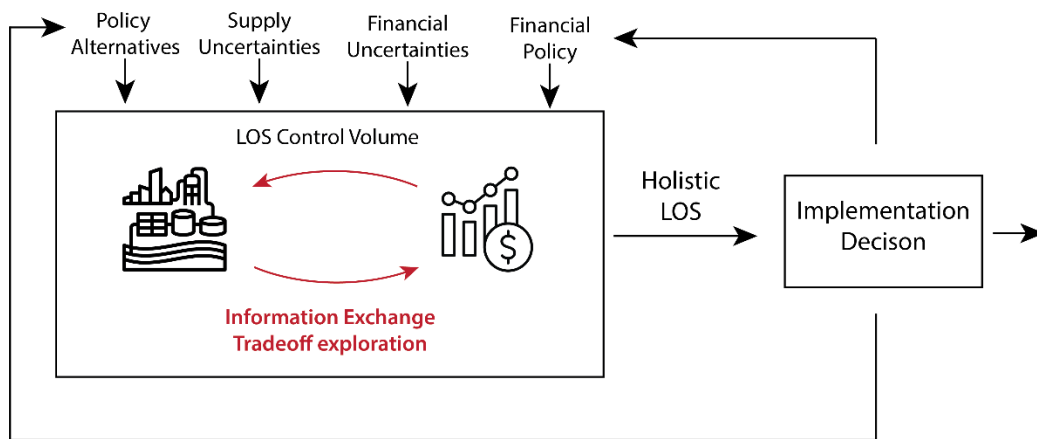 Policy
Alternatives
Supply
Uncertainties
Financial
Uncertainties
Financial
Policy
LOS Control Volume
$
Information Exchange
Tradeoff exploration
Holistic
LOS
Implementation
Decison